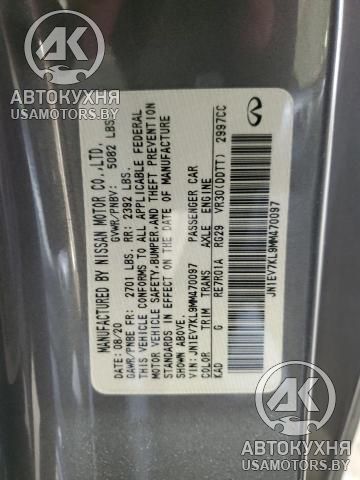 АВТОКУХНЯ
USAMOTORS.BY
MANUFACTURED BY NISSAN MOTOR CO.,LTD.
DATE: 08/20 GVWR/PNBV: 5082 LBS.
GAWR/PNBE FR: 2701 LBS. RR: 2392 LBS.
THIS VEHICLE CONFORMS TO ALL APPLICABLE FEDERAL
MOTOR VEHICLE SAFETY,BUMPER,AND THEFT PREVENTION
STANDARDS IN EFFECT ON THE DATE OF MANUFACTURE
SHOWN ABOVE.
VIN: JN1EV7KL9MM470097 PASSENGER CAR
COLOR TRIM TRANS AXLE ENGINE
KAD G RE7R01A RG29 VR30(DDTT) 2997CC
JN1EV7KL9MM470097
АВТОКУХНЯ
USAMOTORS.BY